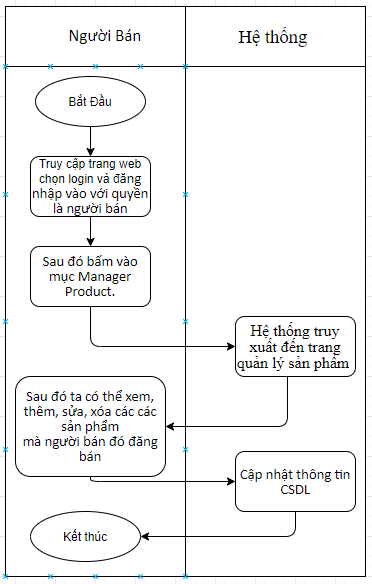 Người Bán
Hệ thống
Bắt Đầu
Truy cập trang web
chọn login và đăng
nhập vào với quyền
là người bán
Sau đó bấm vào
mục Manager
Product.
Hệ thống truy
xuất đến trang
quản lý sản phẩm
Sau đó ta có thể xem,
thêm, sửa, xóa các các
sản phẩm
mà người bán đó đăng
bán
Cập nhật thông tin
CSDL
Kết thúc